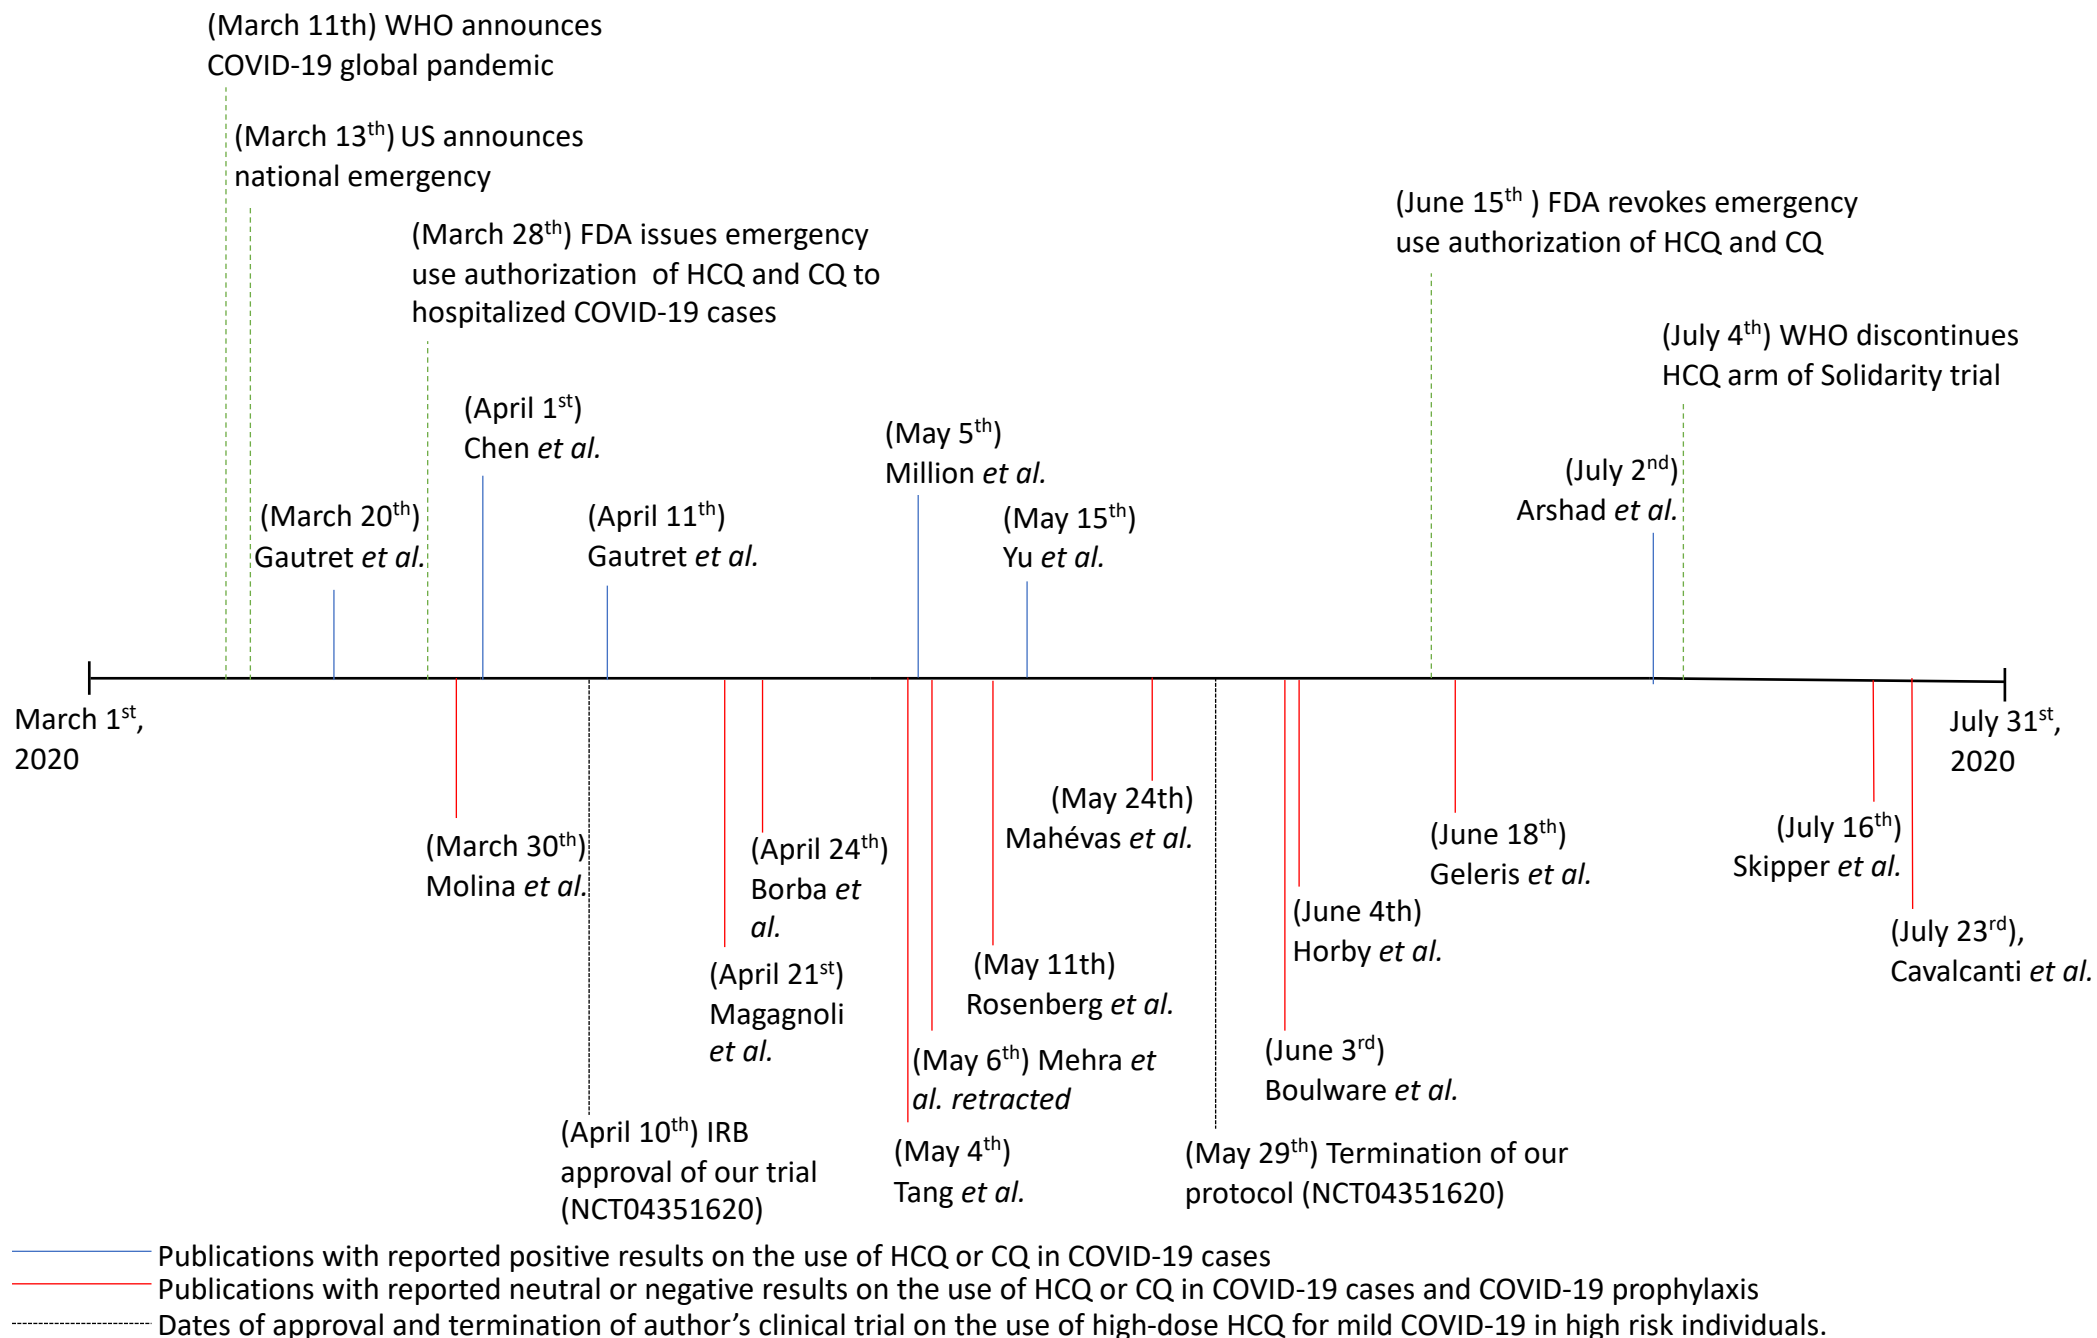 (March 11th) WHO announces
COVID-19 global pandemic
(March 13th) US announces
national emergency
(March 28th) FDA issues emergency
use authorization of HCQ and CQ to
hospitalized COVID-19 cases
(June 15th ) FDA revokes emergency
use authorization of HCQ and CQ
(July 4th) WHO discontinues
HCQ arm of Solidarity trial
(April 1st)
Chen et al.
(May 5th)
Million et al.
(July 2nd)
Arshad et al.
(March 20th)
Gautret et al.
(April 11th)
Gautret et al.
(May 15th)
Yu et al.
March 1st,
2020
July 31st,
2020
(March 30th)
Molina et al.
(April 24th)
Borba et
al.
(May 24th)
Mahévas et al.
(June 18th)
Geleris et al.
(July 16th)
Skipper et al.
(June 4th)
Horby et al.
(July 23rd),
Cavalcanti et al.
(April 21st)
Magagnoli
et al.
(May 11th)
Rosenberg et al.
(May 6th) Mehra et
al. retracted
(June 3rd)
Boulware et al.
(April 10th) IRB
approval of our trial
(NCT04351620)
(May 4th)
Tang et al.
(May 29th) Termination of our
protocol (NCT04351620)
Publications with reported positive results on the use of HCQ or CQ in COVID-19 cases
Publications with reported neutral or negative results on the use of HCQ or CQ in COVID-19 cases and COVID-19 prophylaxis
Dates of approval and termination of author’s clinical trial on the use of high-dose HCQ for mild COVID-19 in high risk individuals.